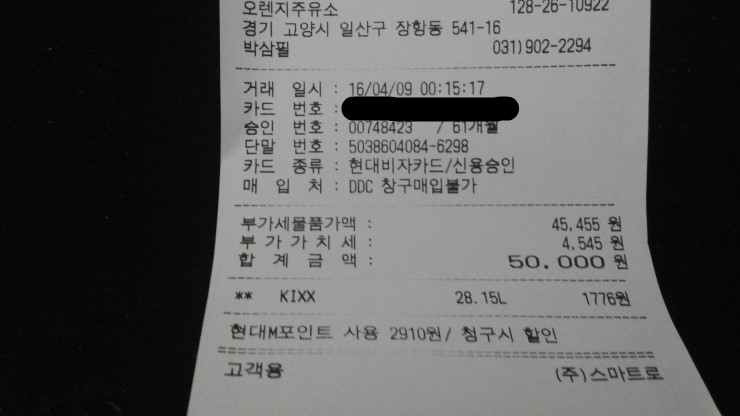 오렌지주유소 128-26-10922
경기 고양시 일산구 장항동 541-16
박삼필 031)902-2294
거래 일시 : 16/04/09 00:15:17
카드 번호 :
승인 번호 : 00748423 / 61개월
단말 번호 : 5038604084-6298
카드 종류 : 현대비자카드/신용승인
매 입 처 : DDC 창구매입불가
부가세물품가액 : 45,455 원
부 가 가 치 세 : 4,545 원
합 계 금 액 : 50,000 원
** KIXX 28.15L 1776원
현대M포인트 사용 2910원/ 청구시 할인
고객용 (주)스마트로